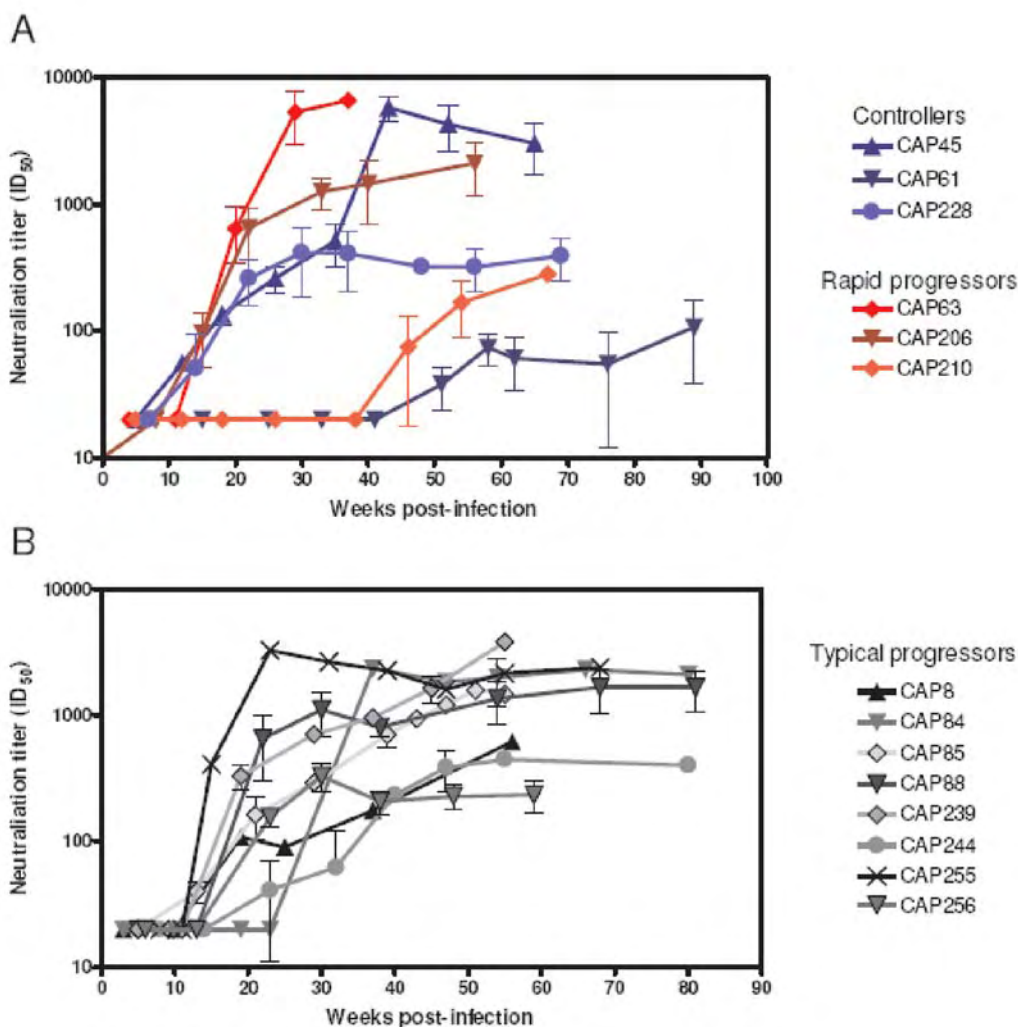 A
10000
1000
100
10
Neutraliation titer (ID50)
0 10 20 30 40 50 60 70 80 90 100
Weeks post-infection
Controllers
CAP45
CAP61
CAP228
Rapid progressors
CAP63
CAP206
CAP210
B
10000
1000
100
10
Neutraliation titer (ID50)
0 10 20 30 40 50 60 70 80 90
Weeks post-infection
Typical progressors
CAP8
CAP84
CAP85
CAP88
CAP239
CAP244
CAP255
CAP256